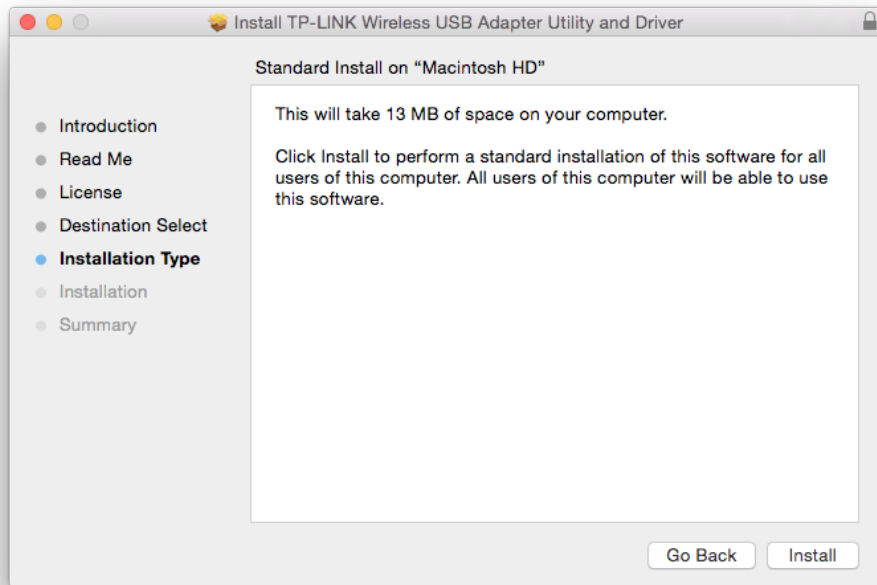 Install TP-LINK Wireless USB Adapter Utility and Driver
Standard Install on “Macintosh HD”
Introduction
Read Me
License
Destination Select
Installation Type
Installation
Summary
This will take 13 MB of space on your computer.
Click Install to perform a standard installation of this software for all
users of this computer. All users of this computer will be able to use
this software.
Go Back
Install